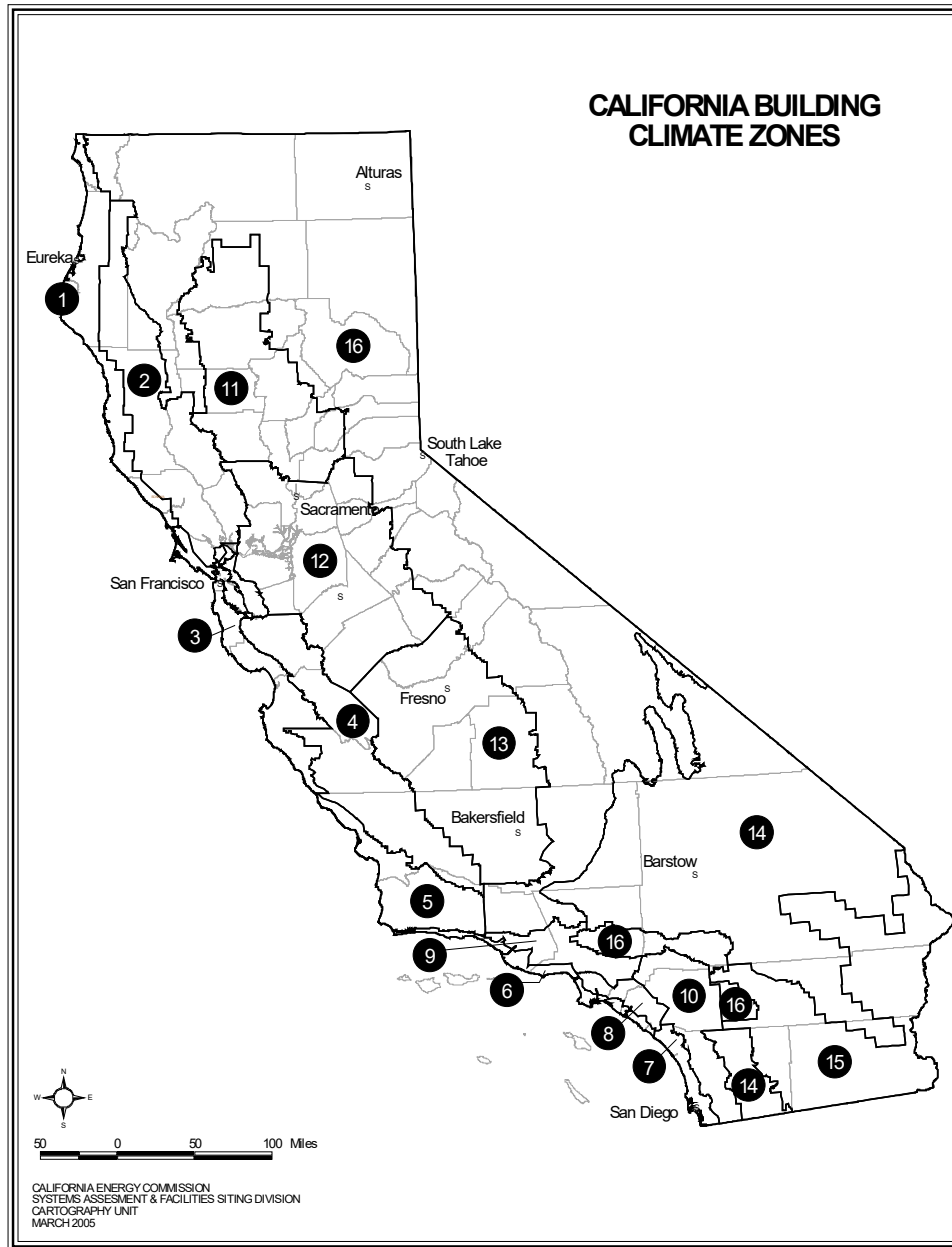 CALIFORNIA BUILDING
CLIMATE ZONES
Alturas
S
Eureka
1
16
2
11
South Lake
Tahoe
S
S
Sacramento
12
San Francisco
S
S
3
Fresno
S
4
13
Bakersfield
S
14
Barstow
S
5
9
16
6
10
16
8
7
15
14
San Diego
S
N
W
E
S
50
0
50
100
Miles
CALIFORNIA ENERGY COMMISSION
SYSTEMS ASSESMENT & FACILITIES SITING DIVISION
CARTOGRAPHY UNIT
MARCH 2005